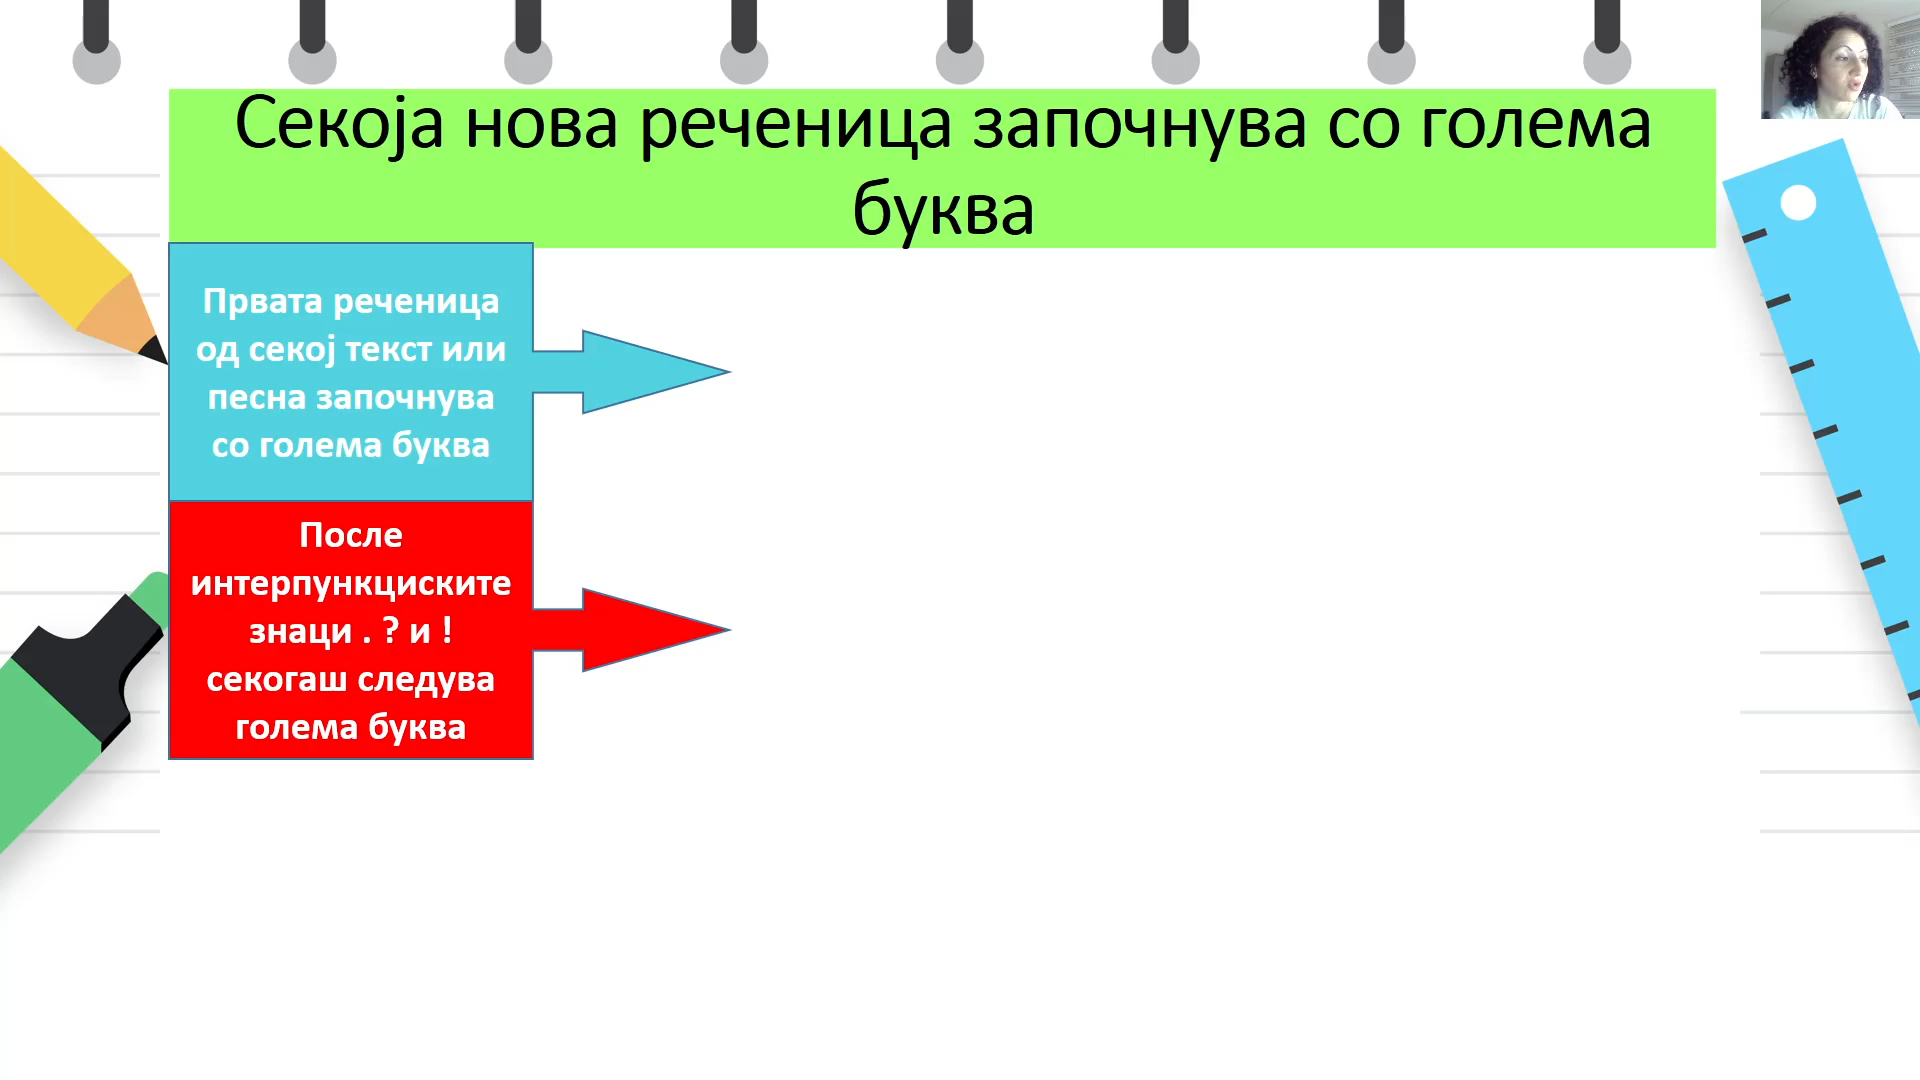 Секоја нова реченица започнува со голема
буква
Првата реченица
од секој текст или
песна започнува
со голема буква
После
интерпункциските
знаци . ? и !
секогаш следува
голема буква